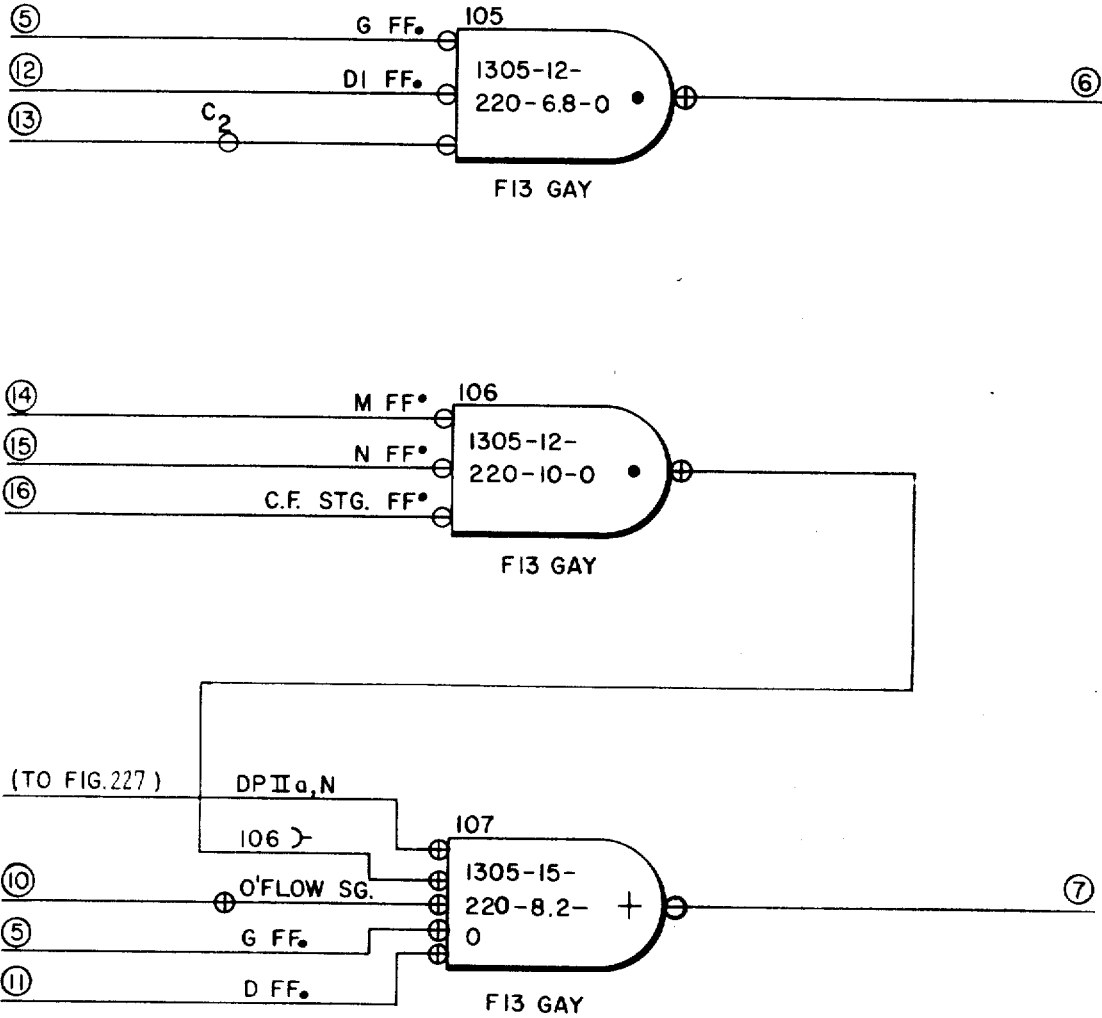 ⑤ G FF. 105
⑫ DI FF. 1305-12-
⑬ C2 220-6.8-0 • ⑥
F13 GAY
⑭ M FF• 106
⑮ N FF• 1305-12-
⑯ C.F. STG. FF• 220-10-0 •
F13 GAY
(TO FIG.227) DP II a,N
106 107
⑩ O'FLOW SG. 1305-15-
⑤ G FF. 220-8.2- + ⑦
⑪ D FF. 0
F13 GAY